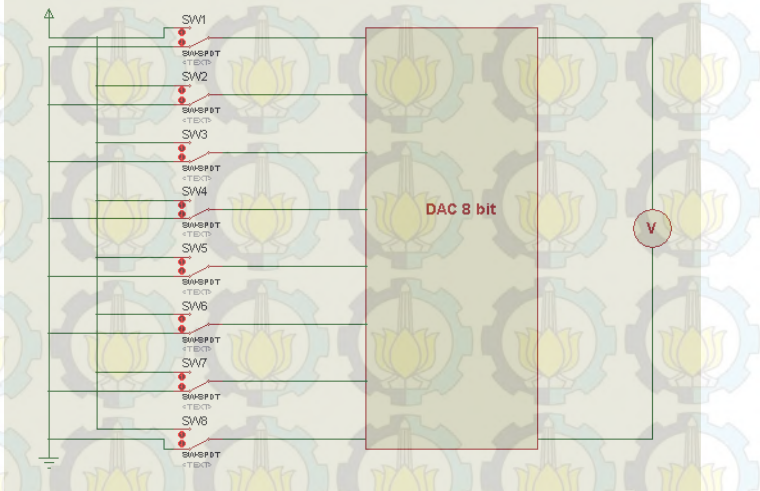 SW1
SW-SPDT
<TEXT>
SW2
SW-SPDT
<TEXT>
SW3
SW-SPDT
<TEXT>
SW4
SW-SPDT
<TEXT>
SW5
SW-SPDT
<TEXT>
SW6
SW-SPDT
<TEXT>
SW7
SW-SPDT
<TEXT>
SW8
SW-SPDT
<TEXT>
DAC 8 bit
V